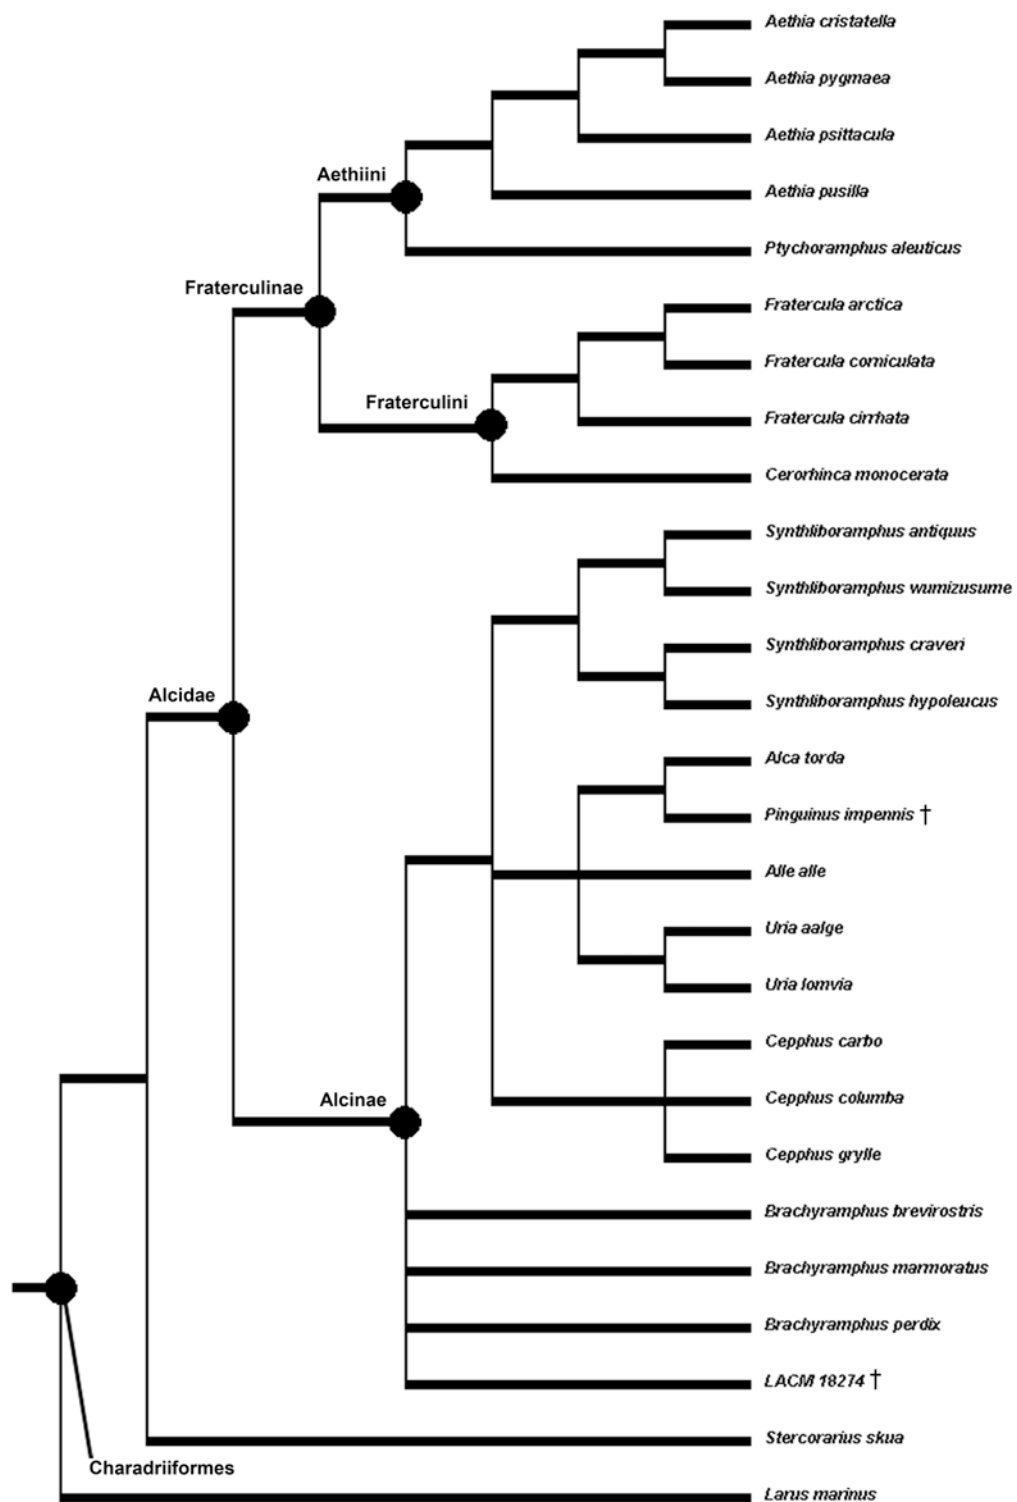 Aethia cristatella
Aethia pygmaea
Aethia psittacula
Aethiini
Aethia pusilla
Ptychoramphus aleuticus
Fraterculinae
Fratercula arctica
Fratercula corniculata
Fraterculini
Fratercula cirrhata
Cerorhinca monocerata
Synthliboramphus antiquus
Synthliboramphus wumizusume
Synthliboramphus craveri
Alcidae
Synthliboramphus hypoleucus
Alca torda
Pinguinus impennis †
Alle alle
Uria aalge
Uria lomvia
Cepphus carbo
Alcinae
Cepphus columba
Cepphus grylle
Brachyramphus brevirostris
Brachyramphus marmoratus
Brachyramphus perdix
LACM 18274 †
Stercorarius skua
Charadriiformes
Larus marinus